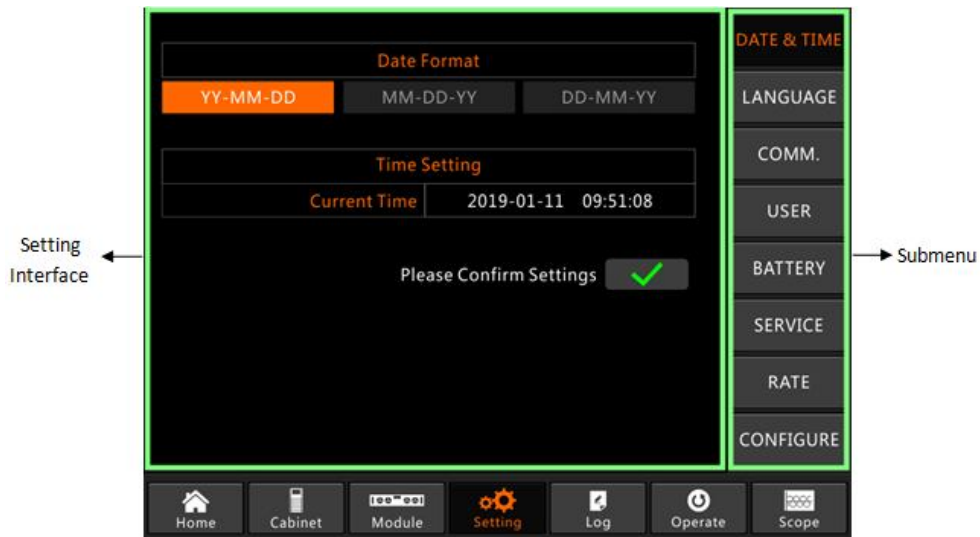 Date Format
YY-MM-DD MM-DD-YY DD-MM-YY
Time Setting
Current Time 2019-01-11 09:51:08
Please Confirm Settings
DATE & TIME
LANGUAGE
COMM.
USER
BATTERY
SERVICE
RATE
CONFIGURE
Home Cabinet Module Setting Log Operate Scope
Setting
Interface
Submenu